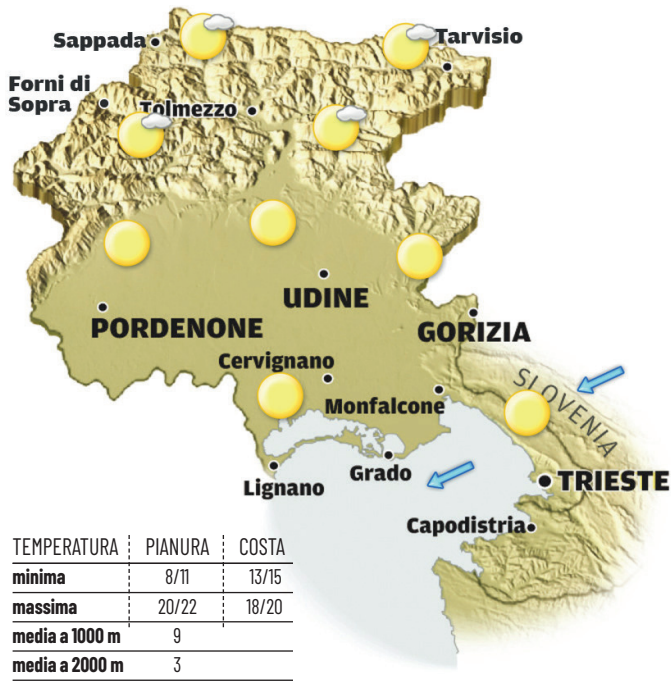 Sappada
Tarvisio
Forni di
Sopra
Tolmezzo
UDINE
PORDENONE
GORIZIA
Cervignano
SLOVENIA
Monfalcone
Grado
Lignano
TRIESTE
Capodistria
TEMPERATURA PIANURA COSTA
minima 8/11 13/15
massima 20/22 18/20
media a 1000 m 9
media a 2000 m 3